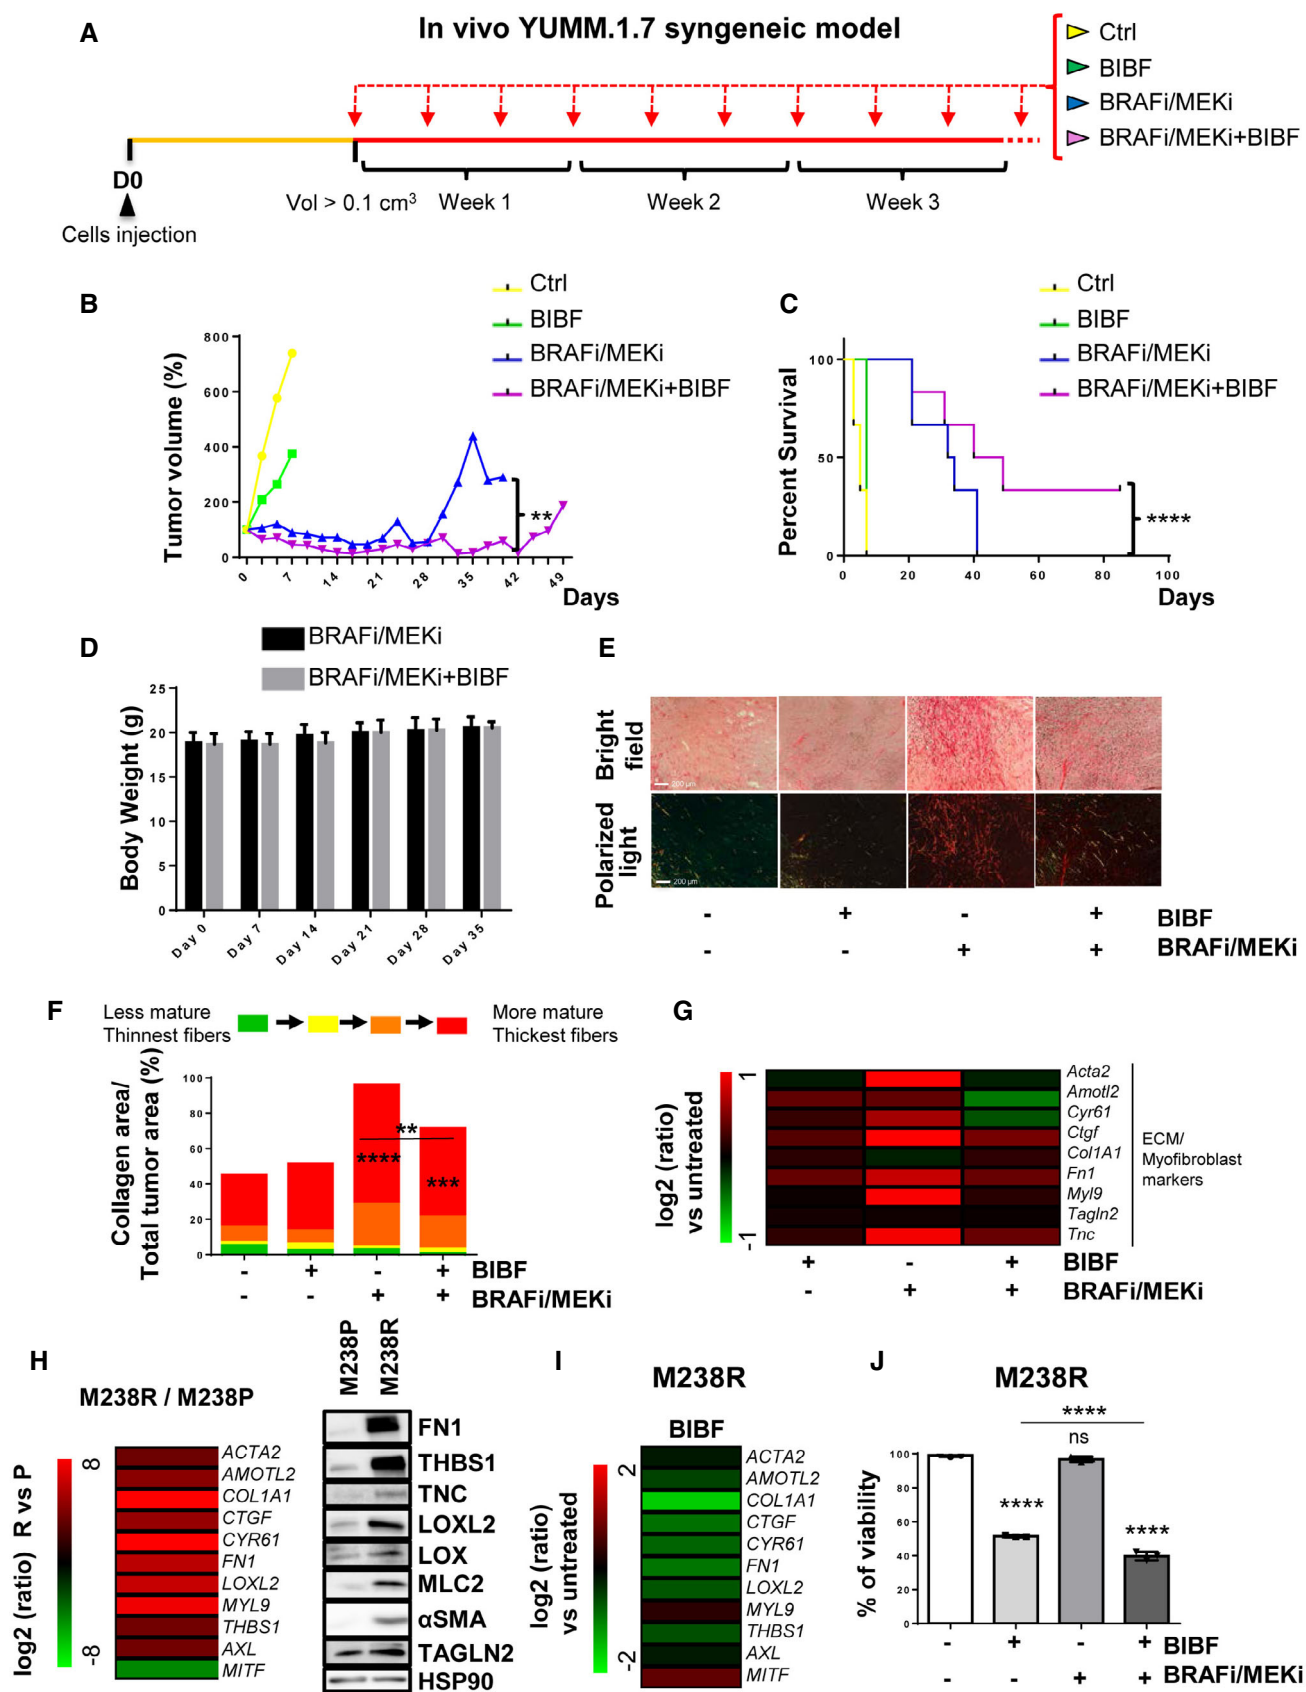 A
In vivo YUMM.1.7 syngeneic model
Ctrl
BIBF
BRAFi/MEKi
BRAFi/MEKi+BIBF
D0
Cells injection
Vol > 0.1 cm³
Week 1
Week 2
Week 3
B
Ctrl
BIBF
BRAFi/MEKi
BRAFi/MEKi+BIBF
Tumor volume (%)
800
600
400
200
0
**
0
7
14
21
28
35
42
49
Days
C
Ctrl
BIBF
BRAFi/MEKi
BRAFi/MEKi+BIBF
Percent Survival
100
50
0
****
0
20
40
60
80
100
Days
D
BRAFi/MEKi
BRAFi/MEKi+BIBF
Body Weight (g)
25
20
15
10
5
0
Day 0
Day 7
Day 14
Day 21
Day 28
Day 35
E
Bright field
Polarized light
200 µm
200 µm
- + - + BIBF
- - + + BRAFi/MEKi
F
Less mature
Thinnest fibers
More mature
Thickest fibers
Collagen area/
Total tumor area (%)
100
80
60
40
20
0
**
****
***
- + - + BIBF
- - + + BRAFi/MEKi
G
log2 (ratio)
vs untreated
1
-1
Acta2
Amotl2
Cyr61
Ctgf
Col1A1
Fn1
Myl9
Tagln2
Tnc
ECM/
Myofibroblast
markers
+ - + BIBF
- + + BRAFi/MEKi
H
M238R / M238P
log2 (ratio) R vs P
8
-8
ACTA2
AMOTL2
COL1A1
CTGF
CYR61
FN1
LOXL2
MYL9
THBS1
AXL
MITF
M238P
M238R
FN1
THBS1
TNC
LOXL2
LOX
MLC2
αSMA
TAGLN2
HSP90
I
M238R
BIBF
log2 (ratio)
vs untreated
2
-2
ACTA2
AMOTL2
COL1A1
CTGF
CYR61
FN1
LOXL2
MYL9
THBS1
AXL
MITF
J
M238R
% of viability
100
80
60
40
20
0
****
ns
****
****
- + - + BIBF
- - + + BRAFi/MEKi